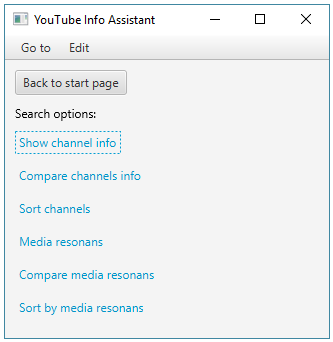 YouTube Info Assistant
Go to Edit
Back to start page
Search options:
Show channel info
Compare channels info
Sort channels
Media resonans
Compare media resonans
Sort by media resonans